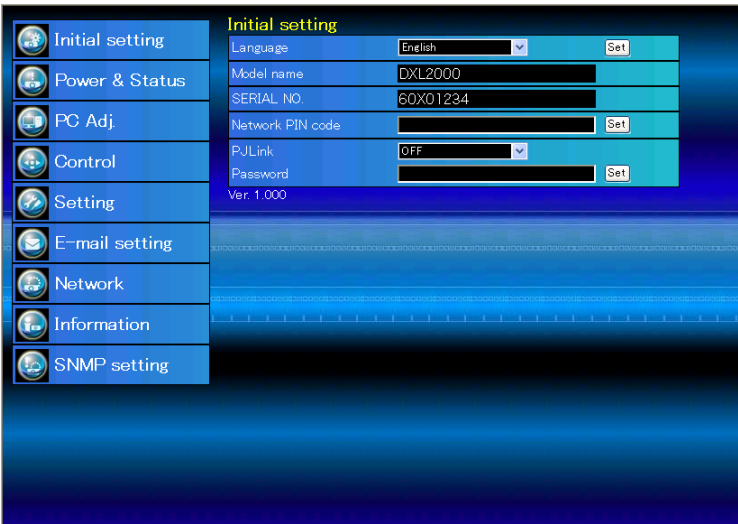 Initial setting
Power & Status
PC Adj.
Control
Setting
E-mail setting
Network
Information
SNMP setting
Initial setting
Language English Set
Model name DXL2000
SERIAL NO. 60X01234
Network PIN code Set
PJLink OFF
Password Set
Ver. 1.000